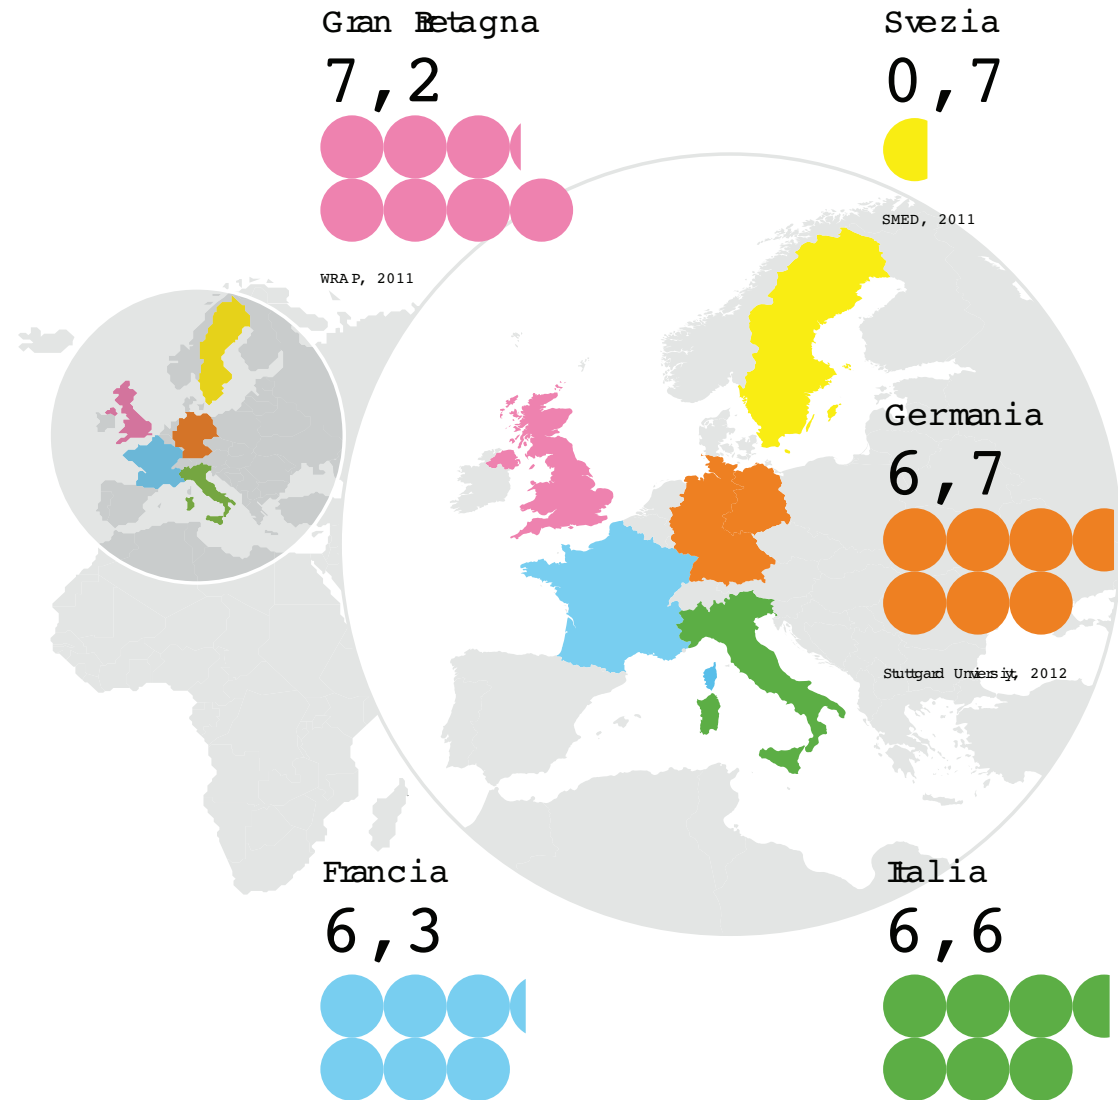 Gran Bretagna
7,2
WRAP, 2011
Svezia
0,7
SMED, 2011
Germania
6,7
Stuttgard University, 2012
Francia
6,3
Italia
6,6